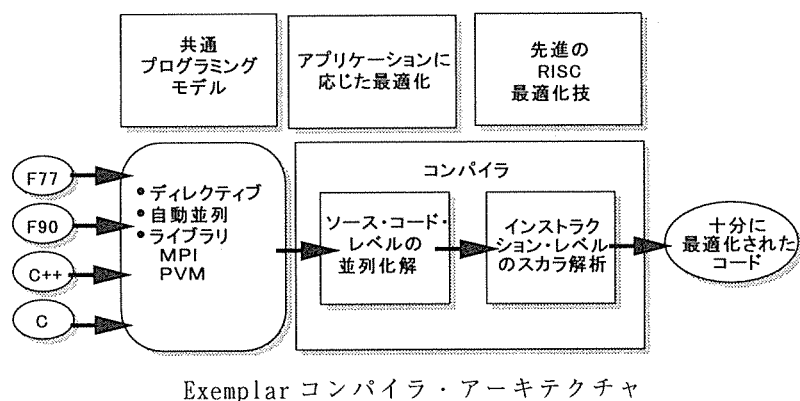 共通
プログラミング
モデル
アプリケーションに
応じた最適化
先進の
RISC
最適化技
F77
F90
C++
C
• ディレクティブ
• 自動並列
• ライブラリ
MPI
PVM
コンパイラ
ソース・コード・
レベルの
並列化解
インストラク
ション・レベル
のスカラ解析
十分に
最適化された
コード
Exemplar コンパイラ・アーキテクチャ